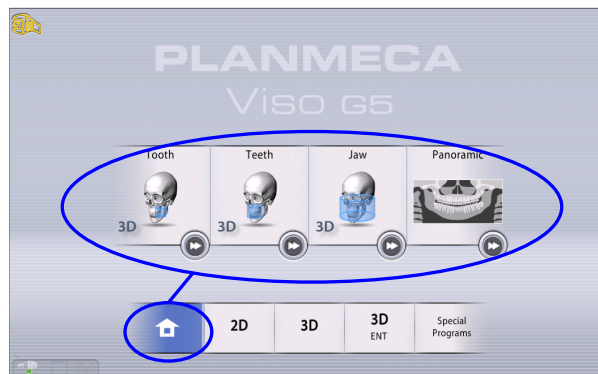 PLANMECA
Viso G5
Tooth
Teeth
Jaw
Panoramic
3D
3D
3D
2D
3D
3D
ENT
Special
Programs